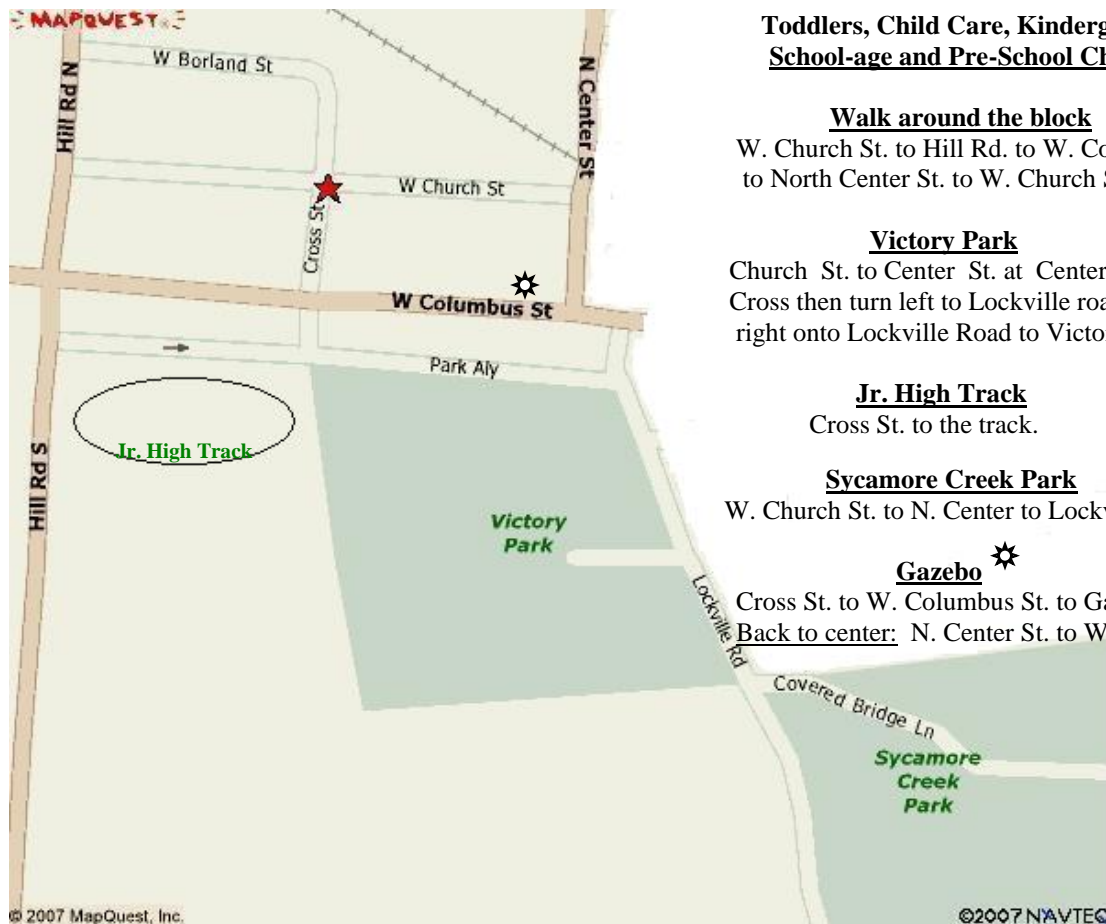 MAPQUEST
W Borland St
Hill Rd N
N Center St
W Church St
Cross St
W Columbus St
Park Aly
Jr. High Track
Hill Rd S
Victory
Park
Lockville Rd
Covered Bridge Ln
Sycamore
Creek
Park
© 2007 MapQuest, Inc.
©2007 NAVTEQ
Toddlers, Child Care, Kinderg
School-age and Pre-School Ch
Walk around the block
W. Church St. to Hill Rd. to W. Co
to North Center St. to W. Church S
Victory Park
Church St. to Center St. at Center
Cross then turn left to Lockville roa
right onto Lockville Road to Victo
Jr. High Track
Cross St. to the track.
Sycamore Creek Park
W. Church St. to N. Center to Lockv
Gazebo
Cross St. to W. Columbus St. to Ga
Back to center: N. Center St. to W